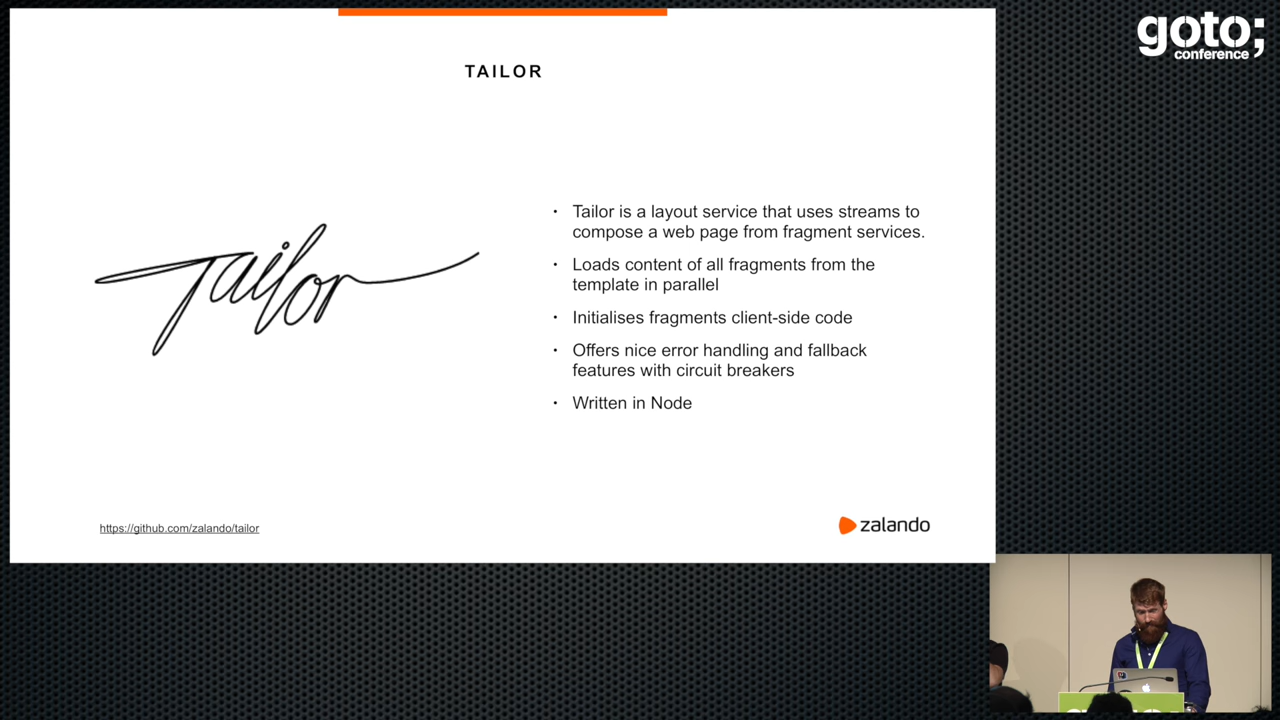 goto;
conference
TAILOR
Tailor
• Tailor is a layout service that uses streams to
compose a web page from fragment services.
• Loads content of all fragments from the
template in parallel
• Initialises fragments client-side code
• Offers nice error handling and fallback
features with circuit breakers
• Written in Node
https://github.com/zalando/tailor
zalando